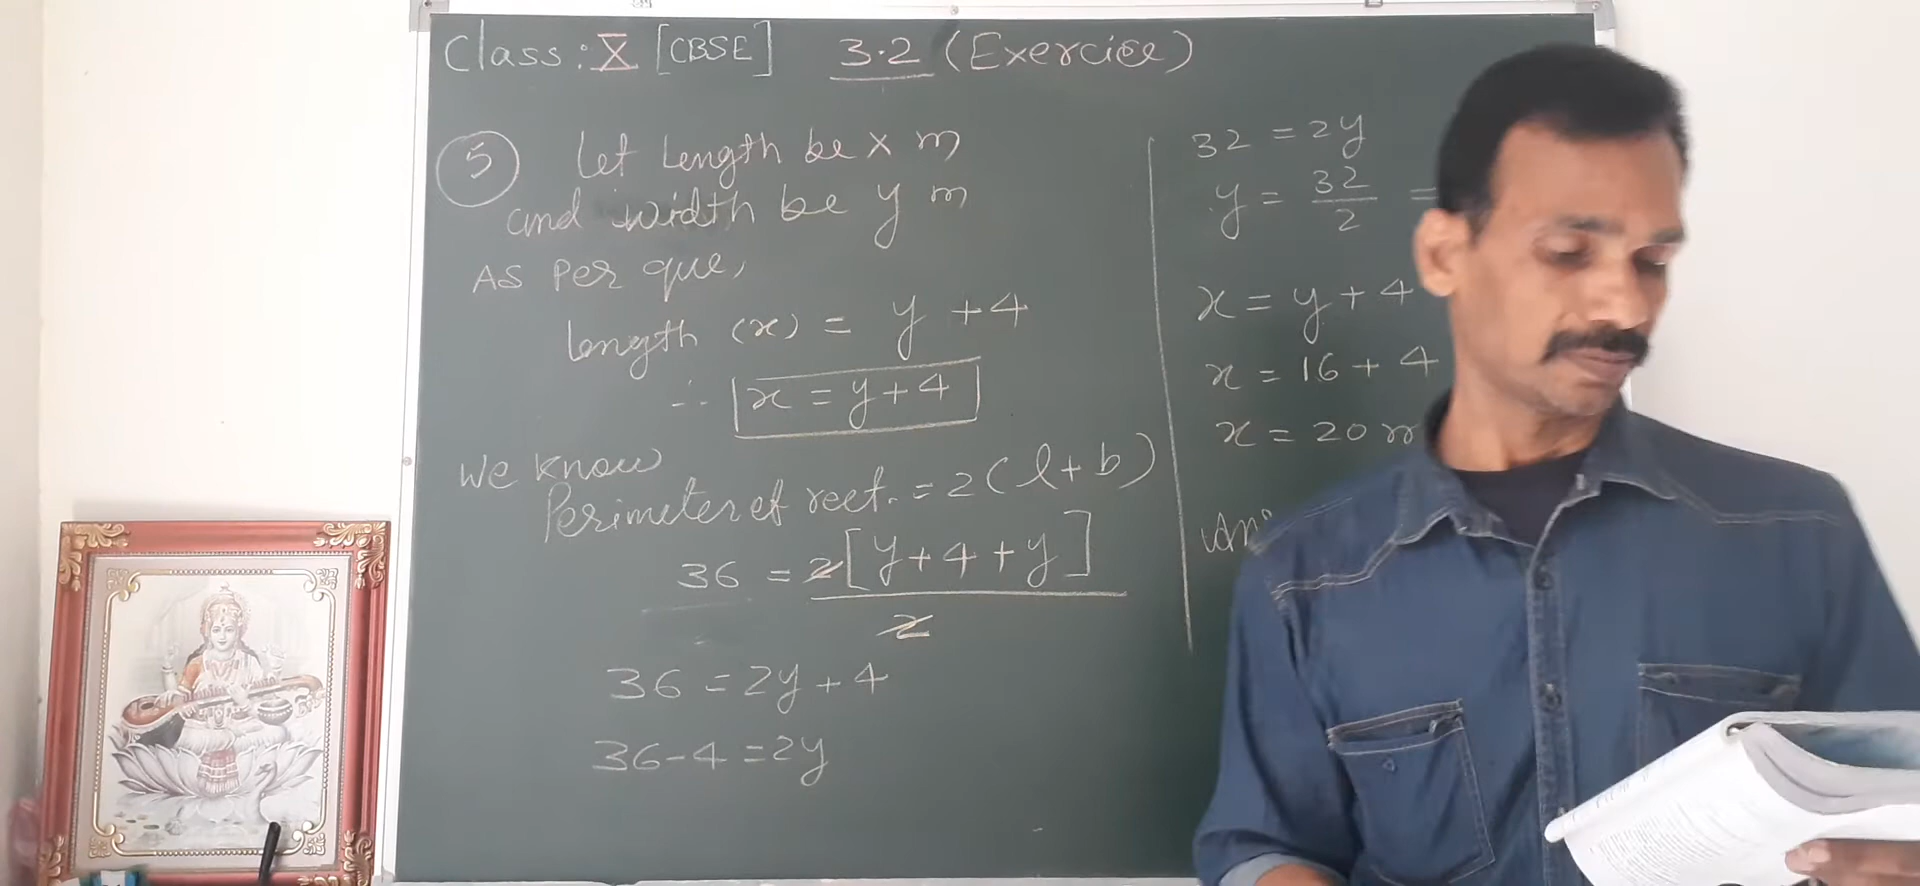 Class: X [CBSE] 3.2 (Exercise)
5 Let Length be x m
and width be y m
As Per que,
length (x) = y + 4
∴ x = y + 4
We know
Perimeter of rect. = 2(l+b)
36 = 2[y+4+y]
2
36 = 2y + 4
36-4 = 2y
32 = 2y
y = 32/2 =
x = y + 4
x = 16 + 4
x = 20 m